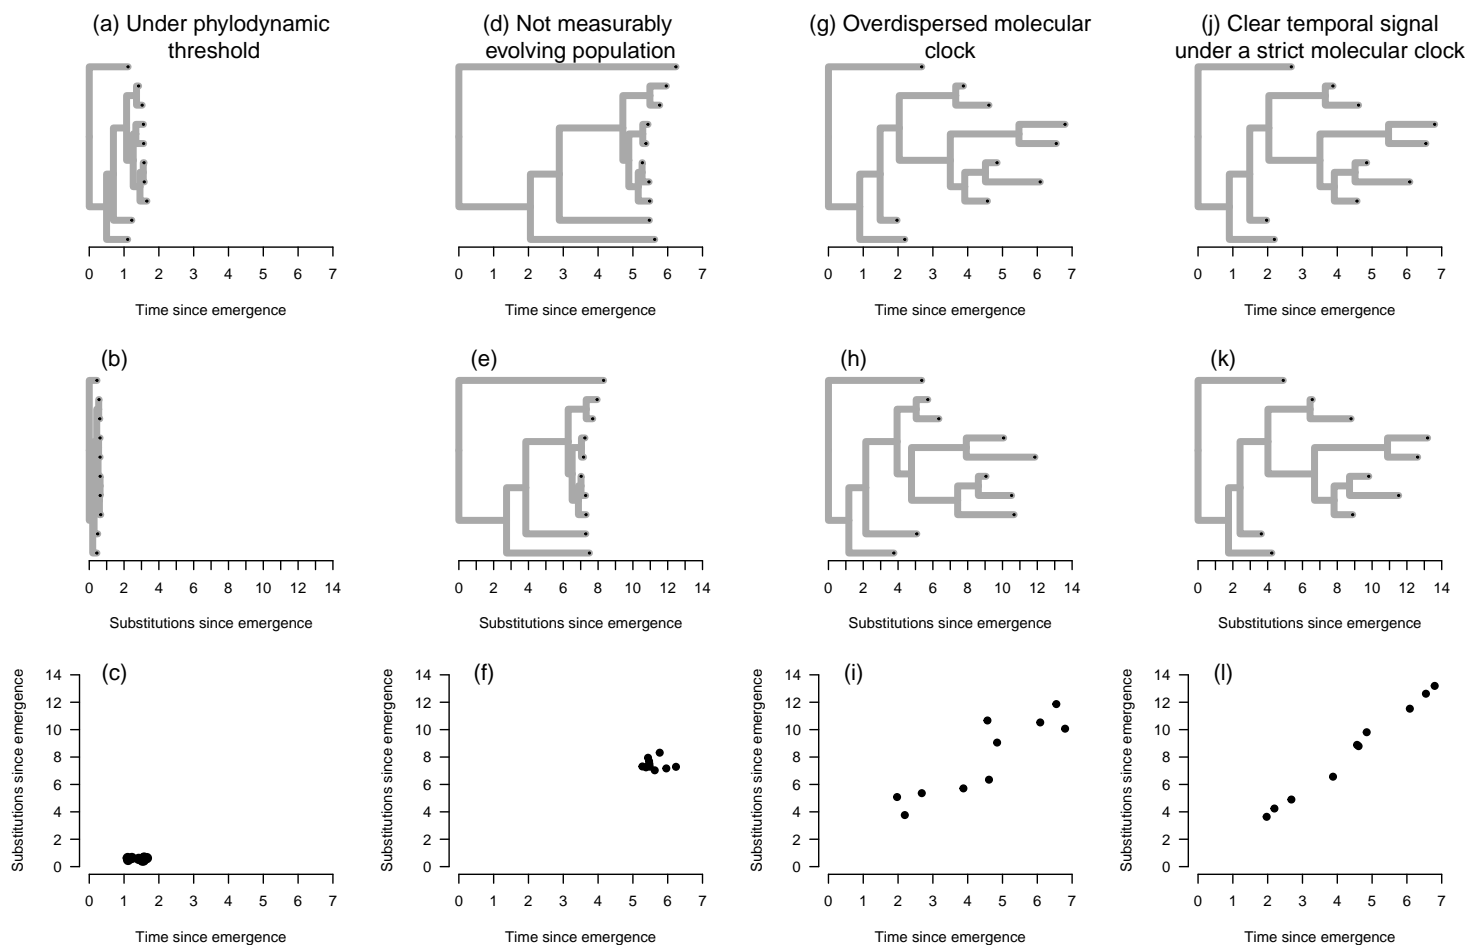 (a) Under phylodynamic
threshold
(d) Not measurably
evolving population
(g) Overdispersed molecular
clock
(j) Clear temporal signal
under a strict molecular clock
0 1 2 3 4 5 6 7
0 1 2 3 4 5 6 7
0 1 2 3 4 5 6 7
0 1 2 3 4 5 6 7
Time since emergence
Time since emergence
Time since emergence
Time since emergence
(b)
(e)
(h)
(k)
0 2 4 6 8 10 12 14
0 2 4 6 8 10 12 14
0 2 4 6 8 10 12 14
0 2 4 6 8 10 12 14
Substitutions since emergence
Substitutions since emergence
Substitutions since emergence
Substitutions since emergence
(c)
Substitutions since emergence
14
12
10
8
6
4
2
0
0 1 2 3 4 5 6 7
Time since emergence
(f)
Substitutions since emergence
14
12
10
8
6
4
2
0
0 1 2 3 4 5 6 7
Time since emergence
(i)
Substitutions since emergence
14
12
10
8
6
4
2
0
0 1 2 3 4 5 6 7
Time since emergence
(l)
Substitutions since emergence
14
12
10
8
6
4
2
0
0 1 2 3 4 5 6 7
Time since emergence